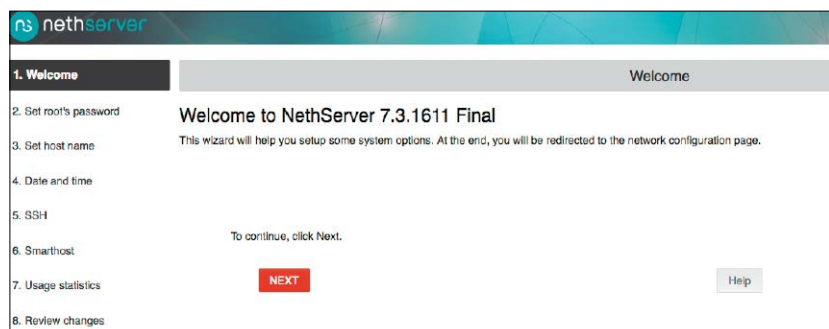 ns nethserver
1. Welcome
2. Set root's password
3. Set host name
4. Date and time
5. SSH
6. Smarthost
7. Usage statistics
8. Review changes
Welcome
Welcome to NethServer 7.3.1611 Final
This wizard will help you setup some system options. At the end, you will be redirected to the network configuration page.
To continue, click Next.
NEXT
Help